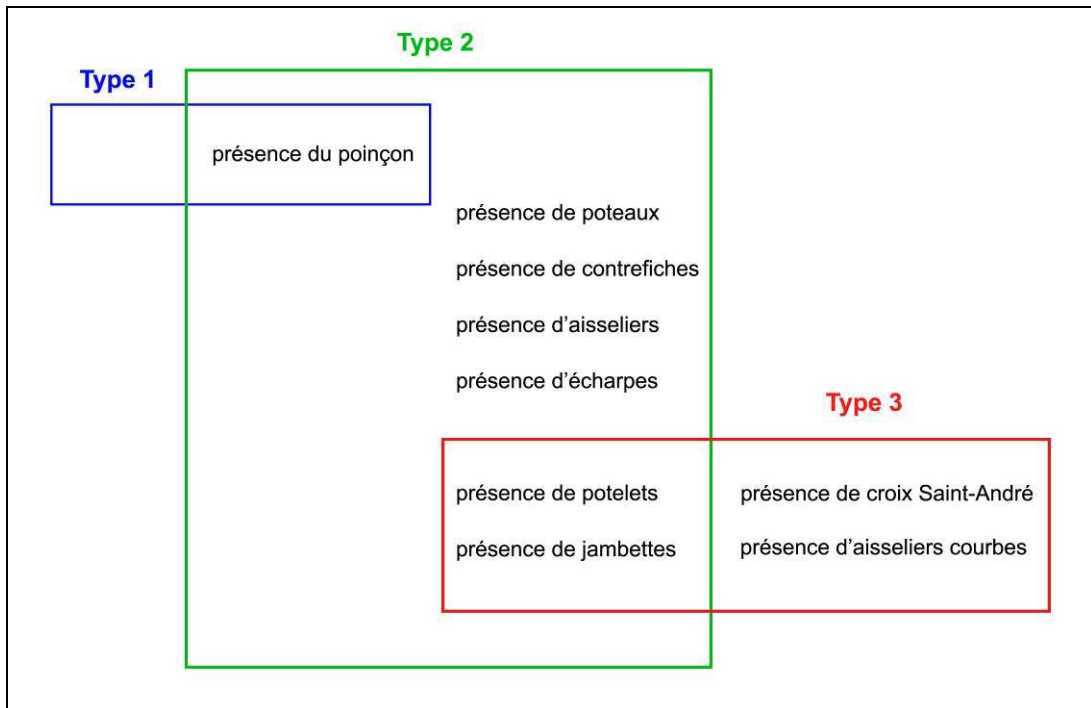 Type 2
Type 1
présence du poinçon
présence de poteaux
présence de contrefiches
présence d'aisseliers
présence d'écharpes
Type 3
présence de potelets
présence de croix Saint-André
présence de jambettes
présence d'aisseliers courbes